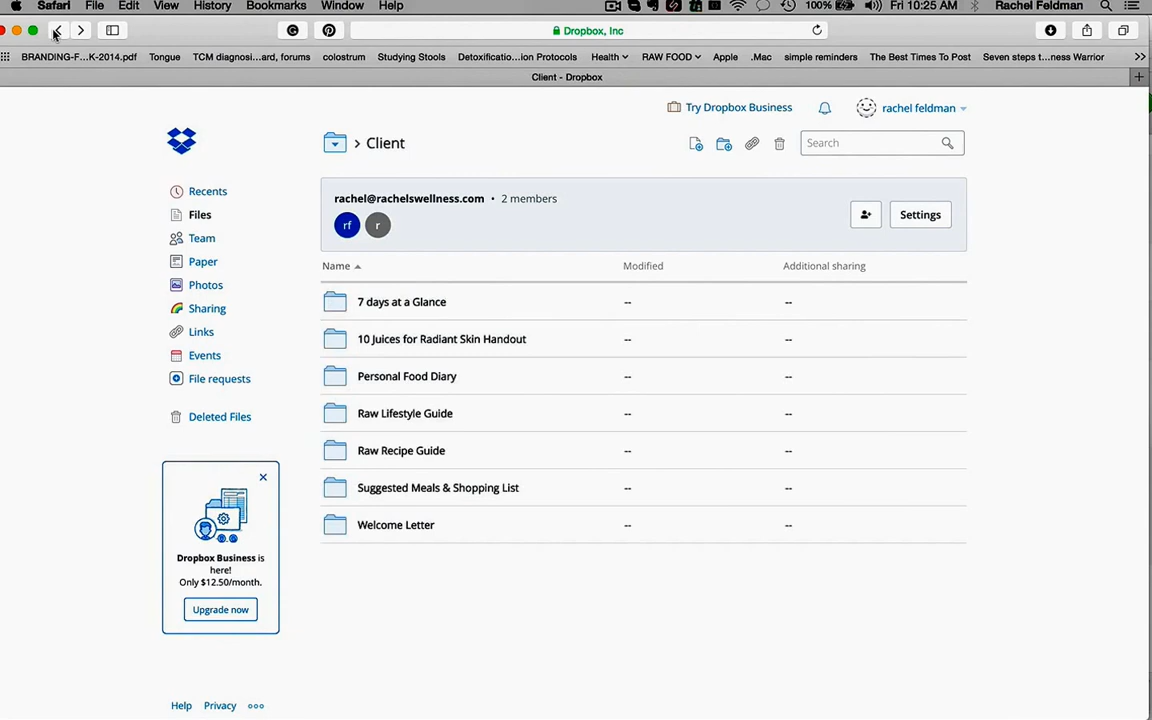 Safari File Edit View History Bookmarks Window Help 100% Fri 10:25 AM Rachel Feldman
Dropbox, Inc
BRANDING-F...K-2014.pdf Tongue TCM diagnosi...ard, forums colostrum Studying Stools Detoxificatio...ion Protocols Health RAW FOOD Apple .Mac simple reminders The Best Times To Post Seven steps t...ness Warrior
Client - Dropbox
Try Dropbox Business rachel feldman
> Client
Search
rachel@rachelswellness.com • 2 members
rf r
Settings
Recents
Files
Team
Paper
Photos
Sharing
Links
Events
File requests
Deleted Files
Name Modified Additional sharing
7 days at a Glance -- --
10 Juices for Radiant Skin Handout -- --
Personal Food Diary -- --
Raw Lifestyle Guide -- --
Raw Recipe Guide -- --
Suggested Meals & Shopping List -- --
Welcome Letter -- --
Dropbox Business is
here!
Only $12.50/month.
Upgrade now
Help Privacy